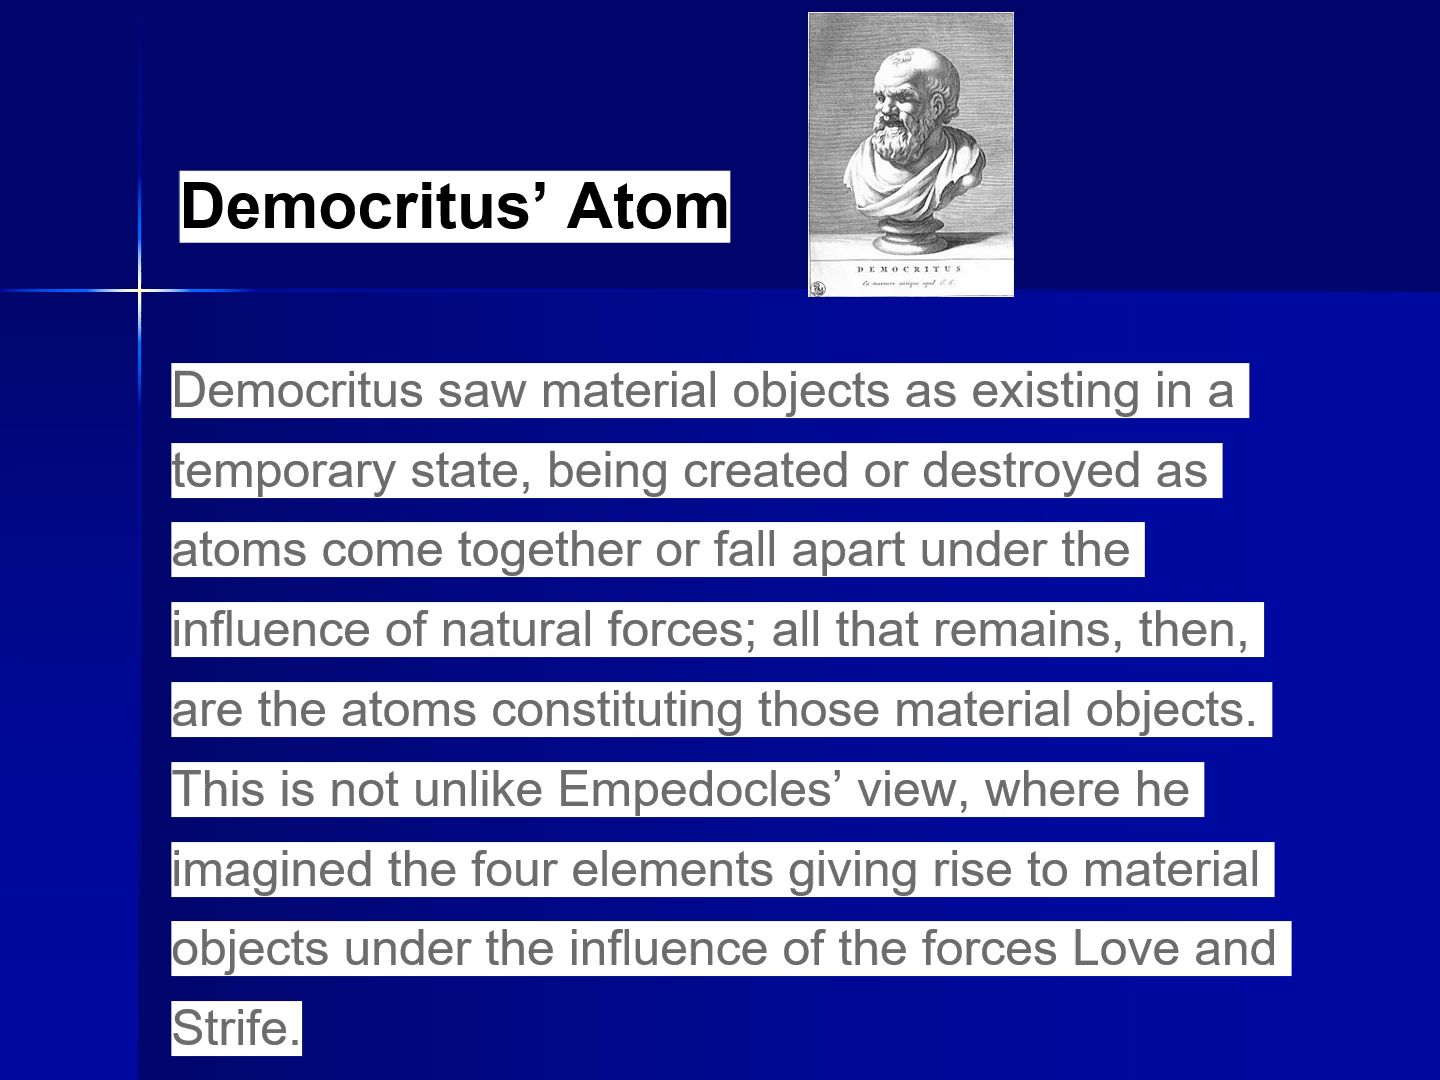 Democritus’ Atom
DEMOCRITUS
Democritus saw material objects as existing in a
temporary state, being created or destroyed as
atoms come together or fall apart under the
influence of natural forces; all that remains, then,
are the atoms constituting those material objects.
This is not unlike Empedocles’ view, where he
imagined the four elements giving rise to material
objects under the influence of the forces Love and
Strife.